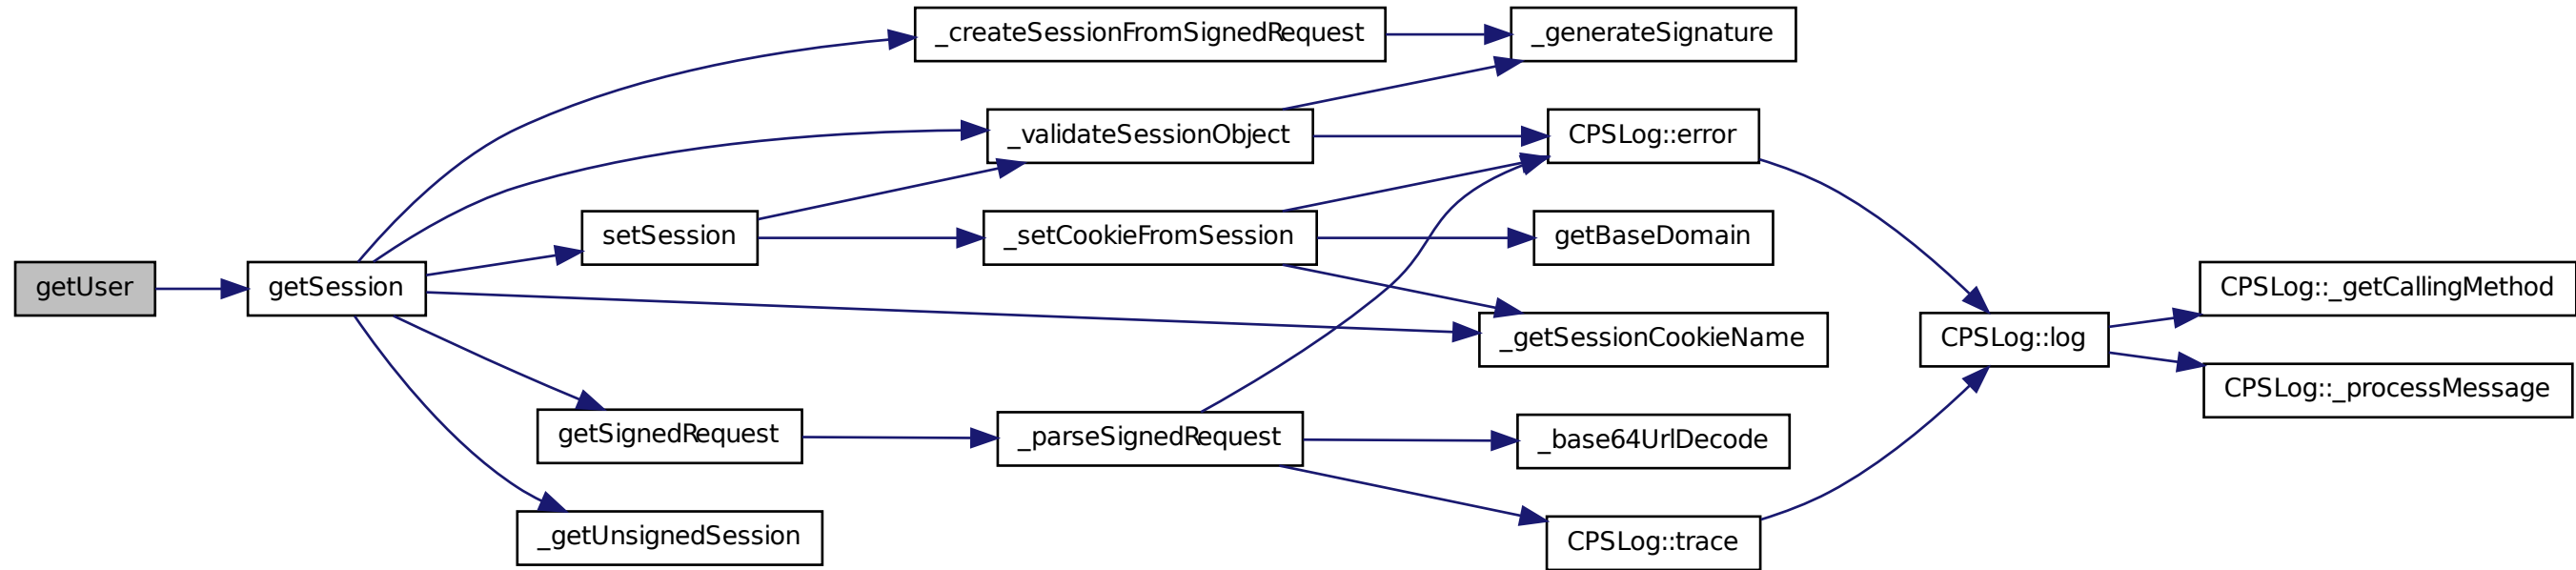 _createSessionFromSignedRequest
_generateSignature
_validateSessionObject
CPSLog::error
setSession
_setCookieFromSession
getBaseDomain
getUser
getSession
CPSLog::_getCallingMethod
_getSessionCookieName
CPSLog::log
CPSLog::_processMessage
getSignedRequest
_parseSignedRequest
_base64UrlDecode
_getUnsignedSession
CPSLog::trace